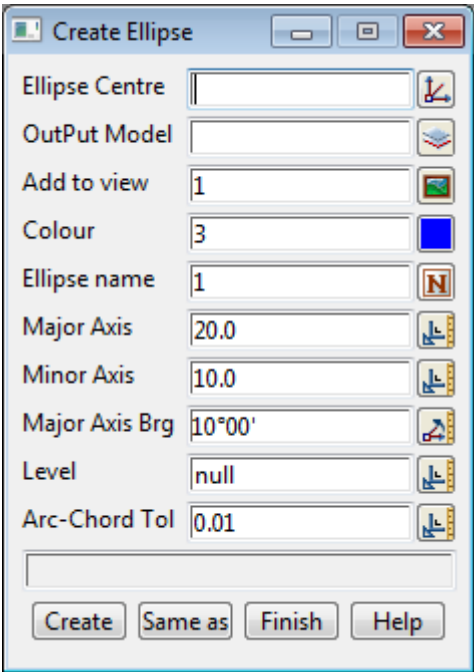 Create Ellipse
Ellipse Centre
OutPut Model
Add to view 1
Colour 3
Ellipse name 1 N
Major Axis 20.0
Minor Axis 10.0
Major Axis Brg 10°00'
Level null
Arc-Chord Tol 0.01
Create Same as Finish Help